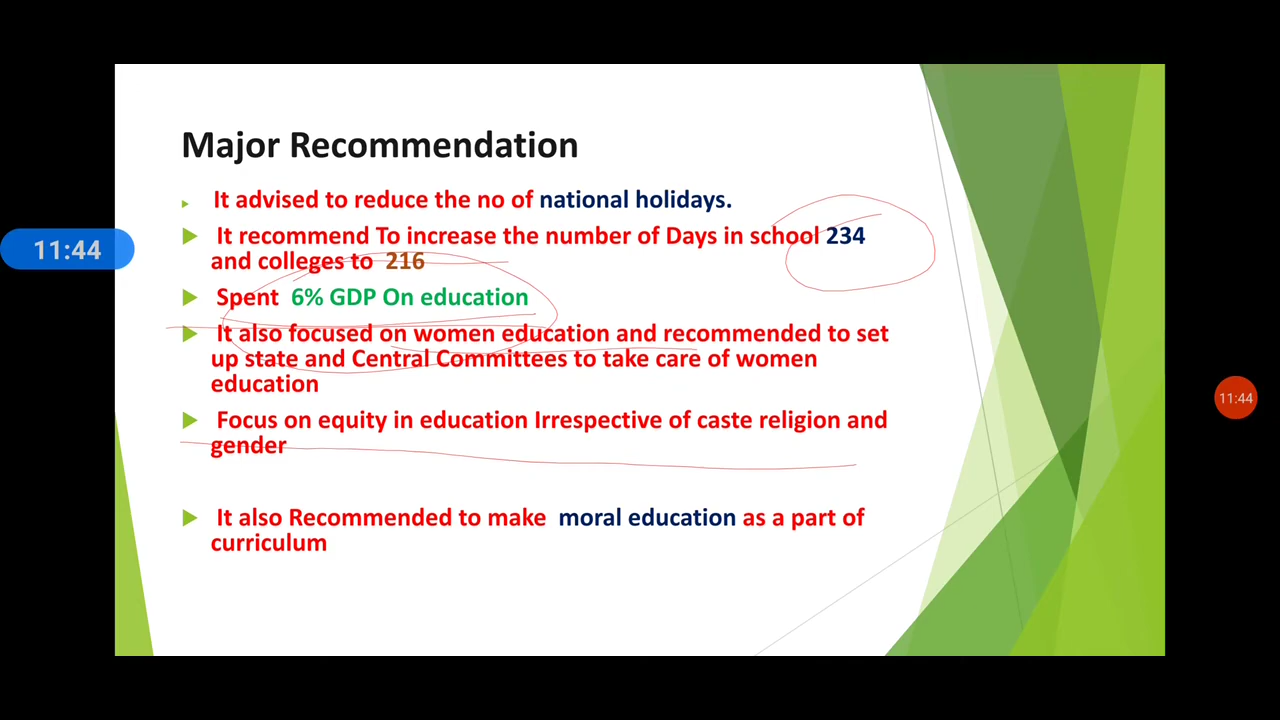 Major Recommendation
It advised to reduce the no of national holidays.
It recommend To increase the number of Days in school 234
and colleges to 216
11:44
Spent 6% GDP On education
It also focused on women education and recommended to set
up state and Central Committees to take care of women
education
11:44
Focus on equity in education Irrespective of caste religion and
gender
It also Recommended to make moral education as a part of
curriculum